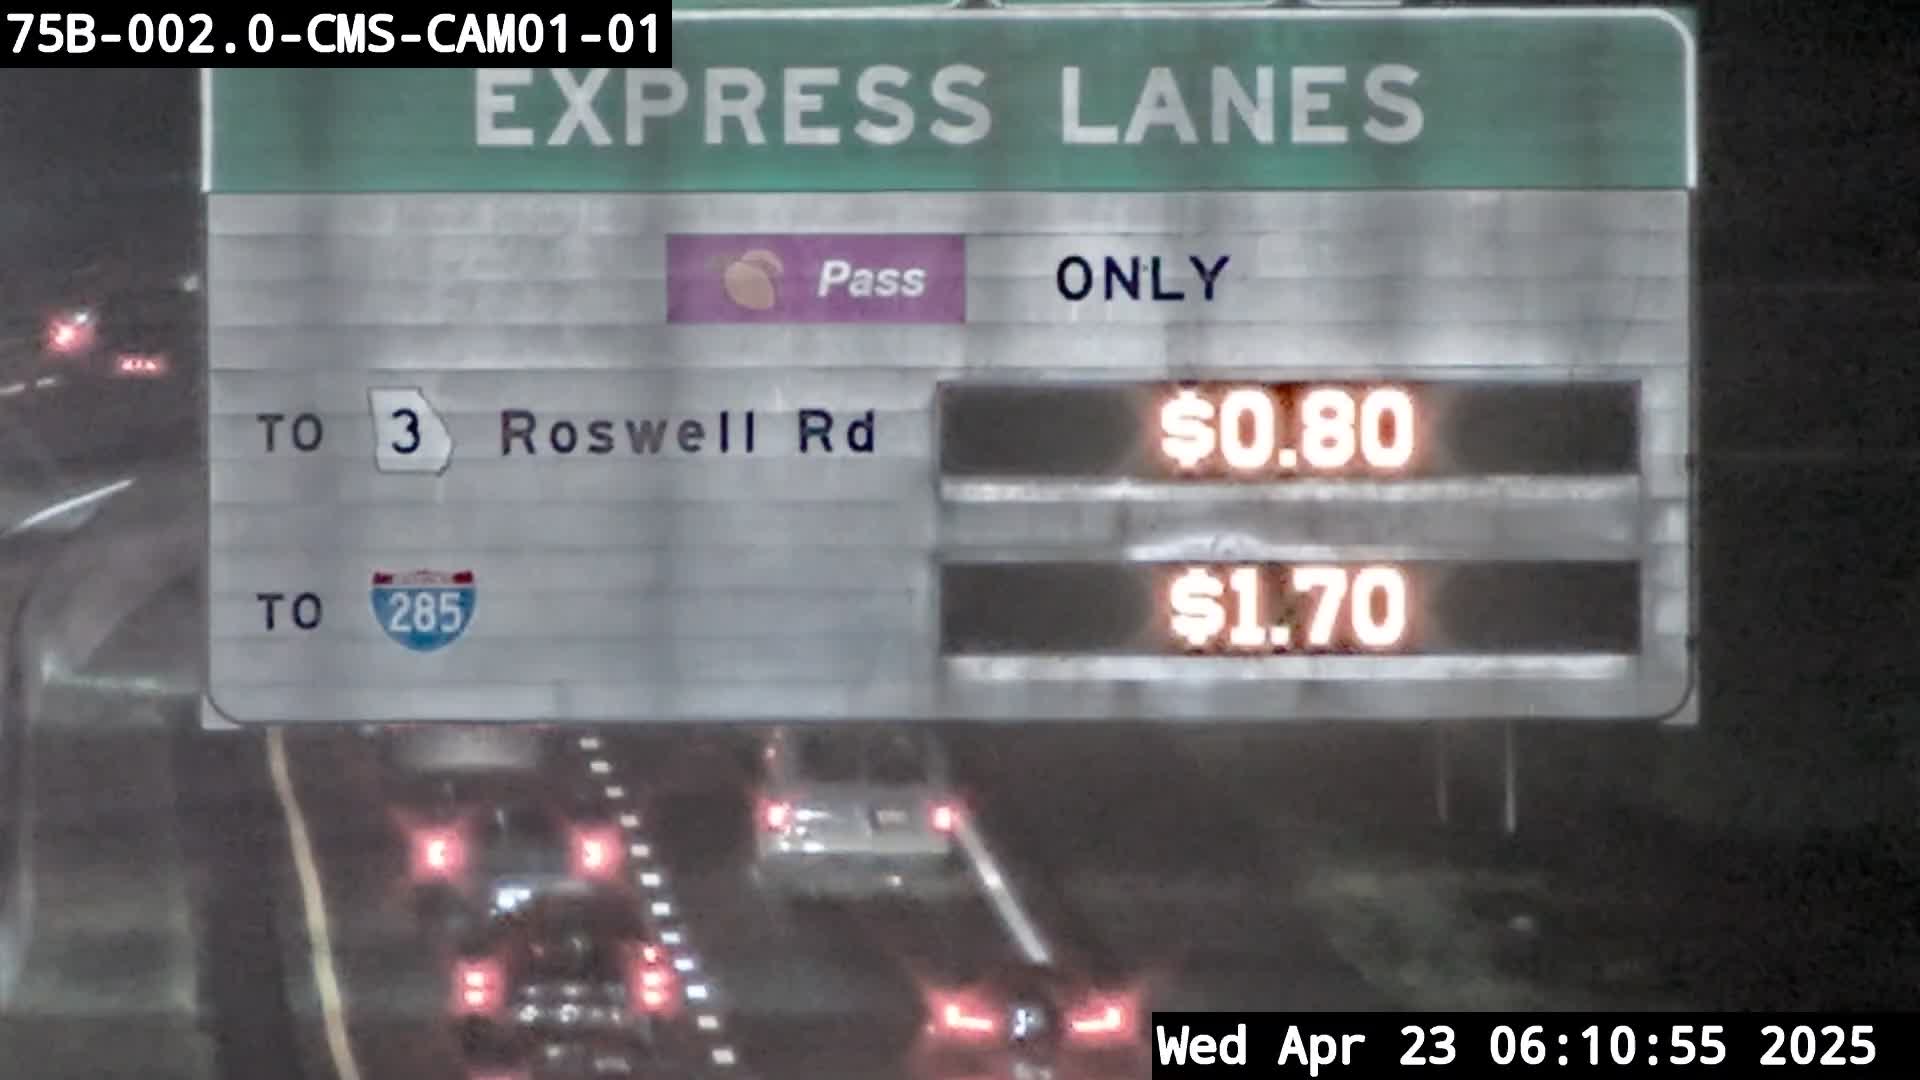 75B-002.0-CMS-CAM01-01
EXPRESS LANES
Pass ONLY
TO 3 Roswell Rd $0.80
TO 285 $1.70
Wed Apr 23 06:10:55 2025